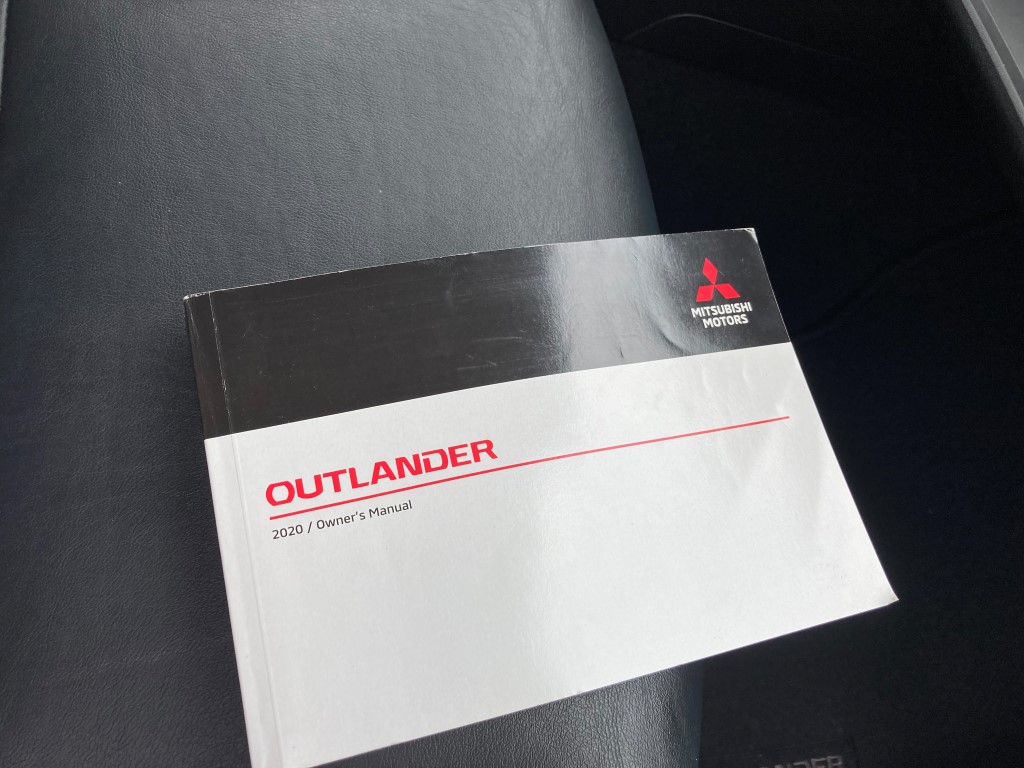 MITSUBISHI
MOTORS
OUTLANDER
2020 / Owner's Manual